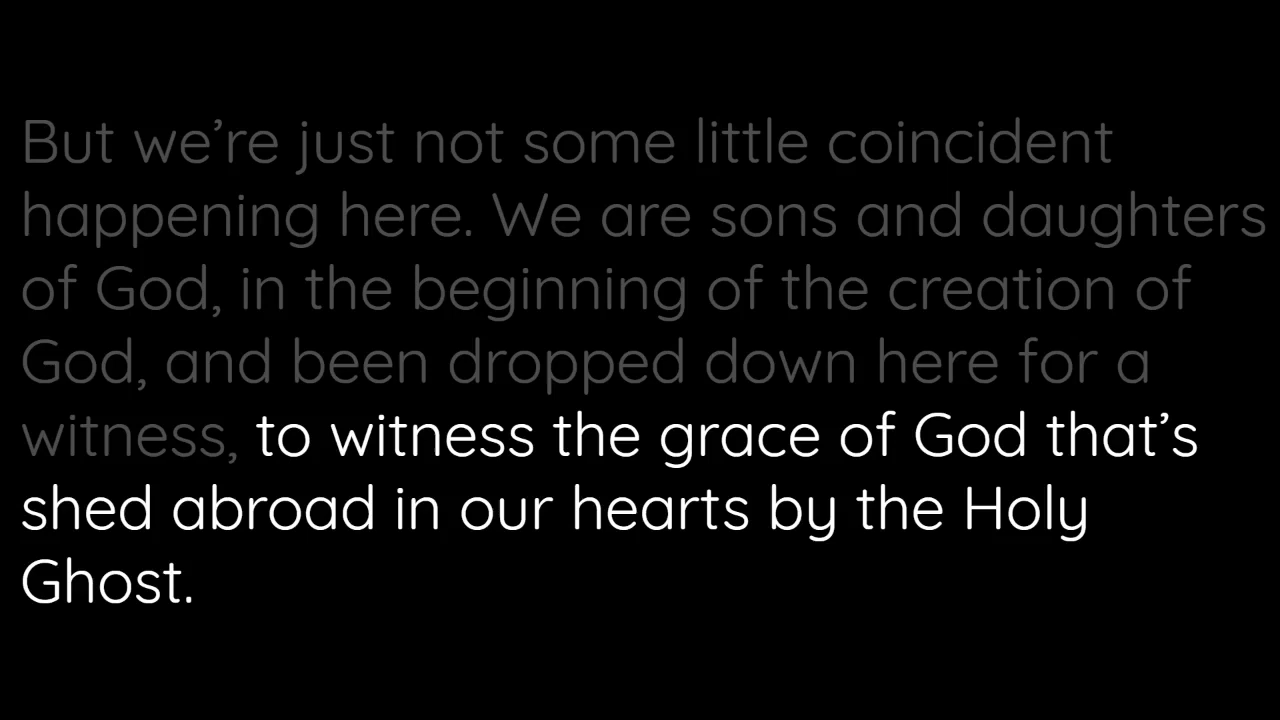 But we’re just not some little coincident
happening here. We are sons and daughters
of God, in the beginning of the creation of
God, and been dropped down here for a
witness, to witness the grace of God that’s
shed abroad in our hearts by the Holy
Ghost.